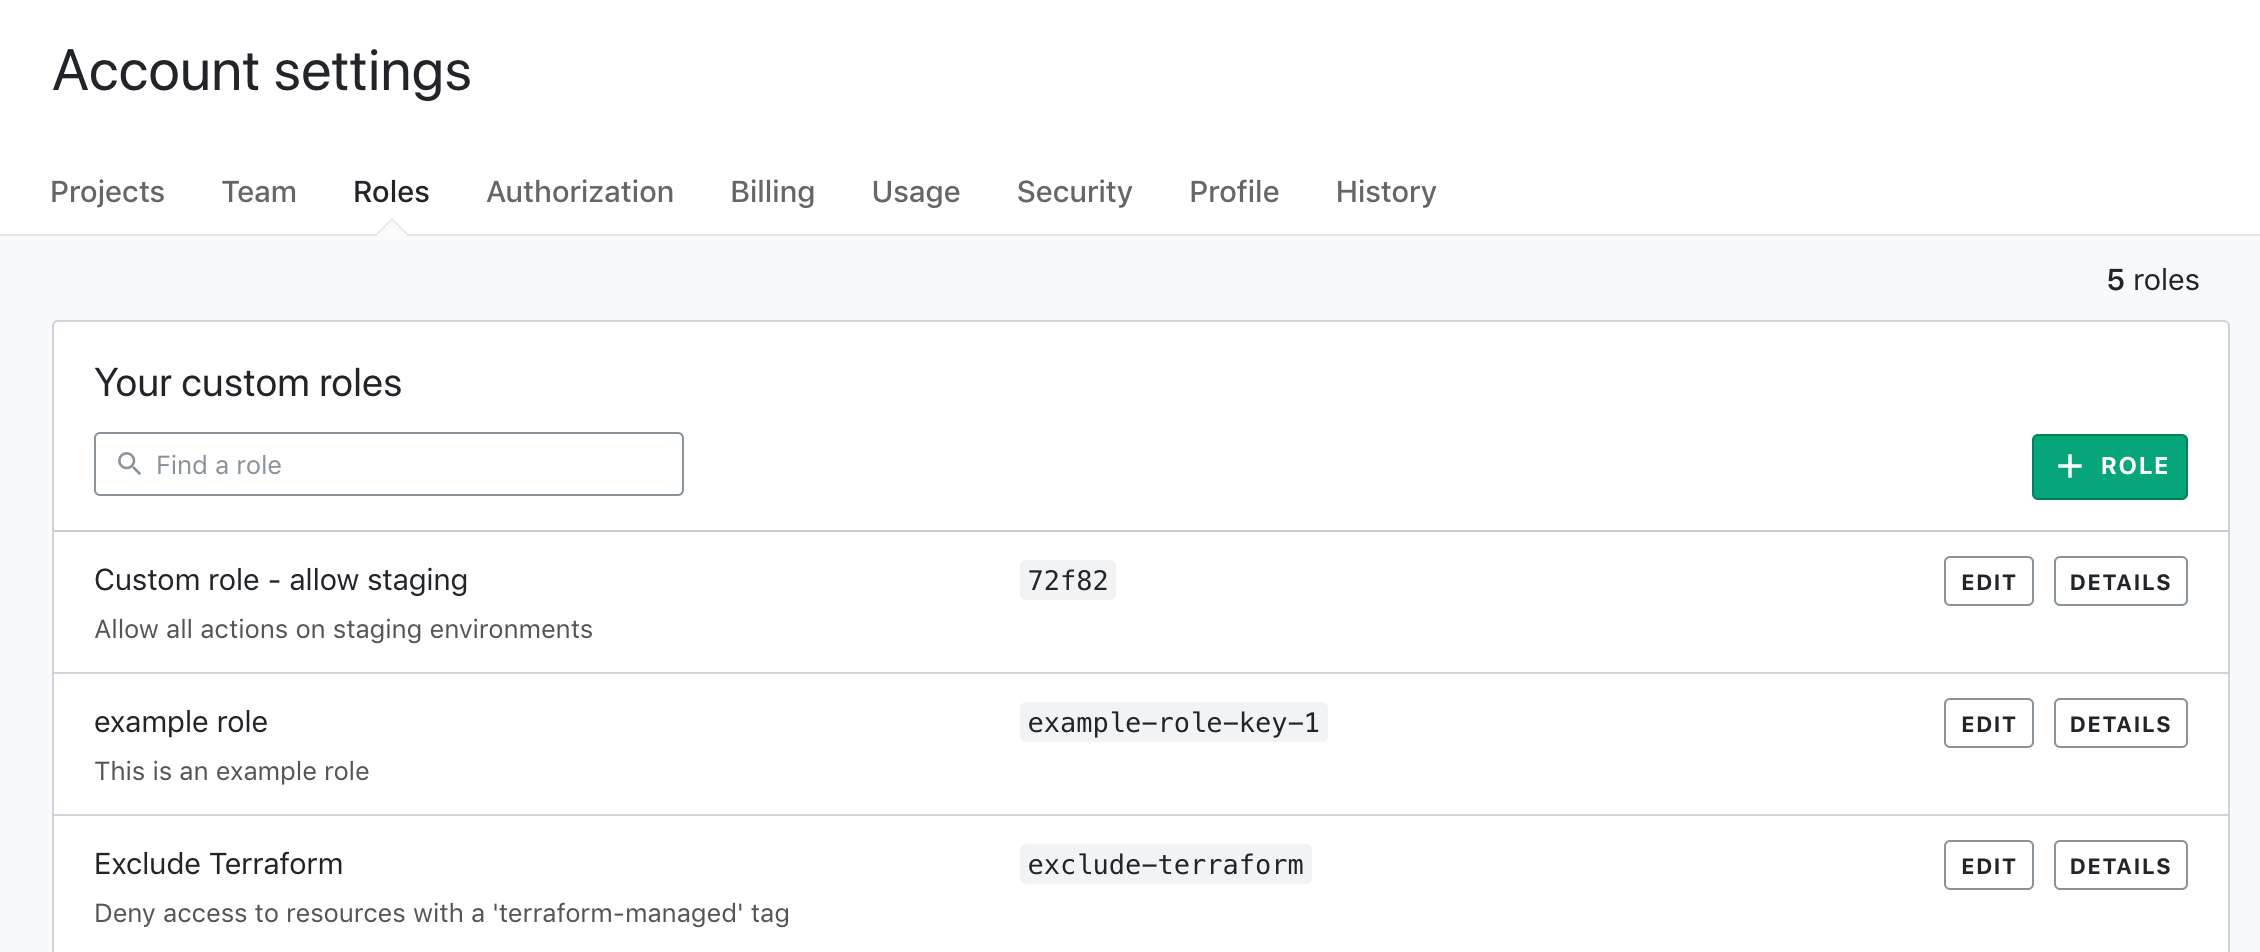 Account settings
Projects Team Roles Authorization Billing Usage Security Profile History
5 roles
Your custom roles
Find a role
+ ROLE
Custom role - allow staging 72f82 EDIT DETAILS
Allow all actions on staging environments
example role example-role-key-1 EDIT DETAILS
This is an example role
Exclude Terraform exclude-terraform EDIT DETAILS
Deny access to resources with a 'terraform-managed' tag